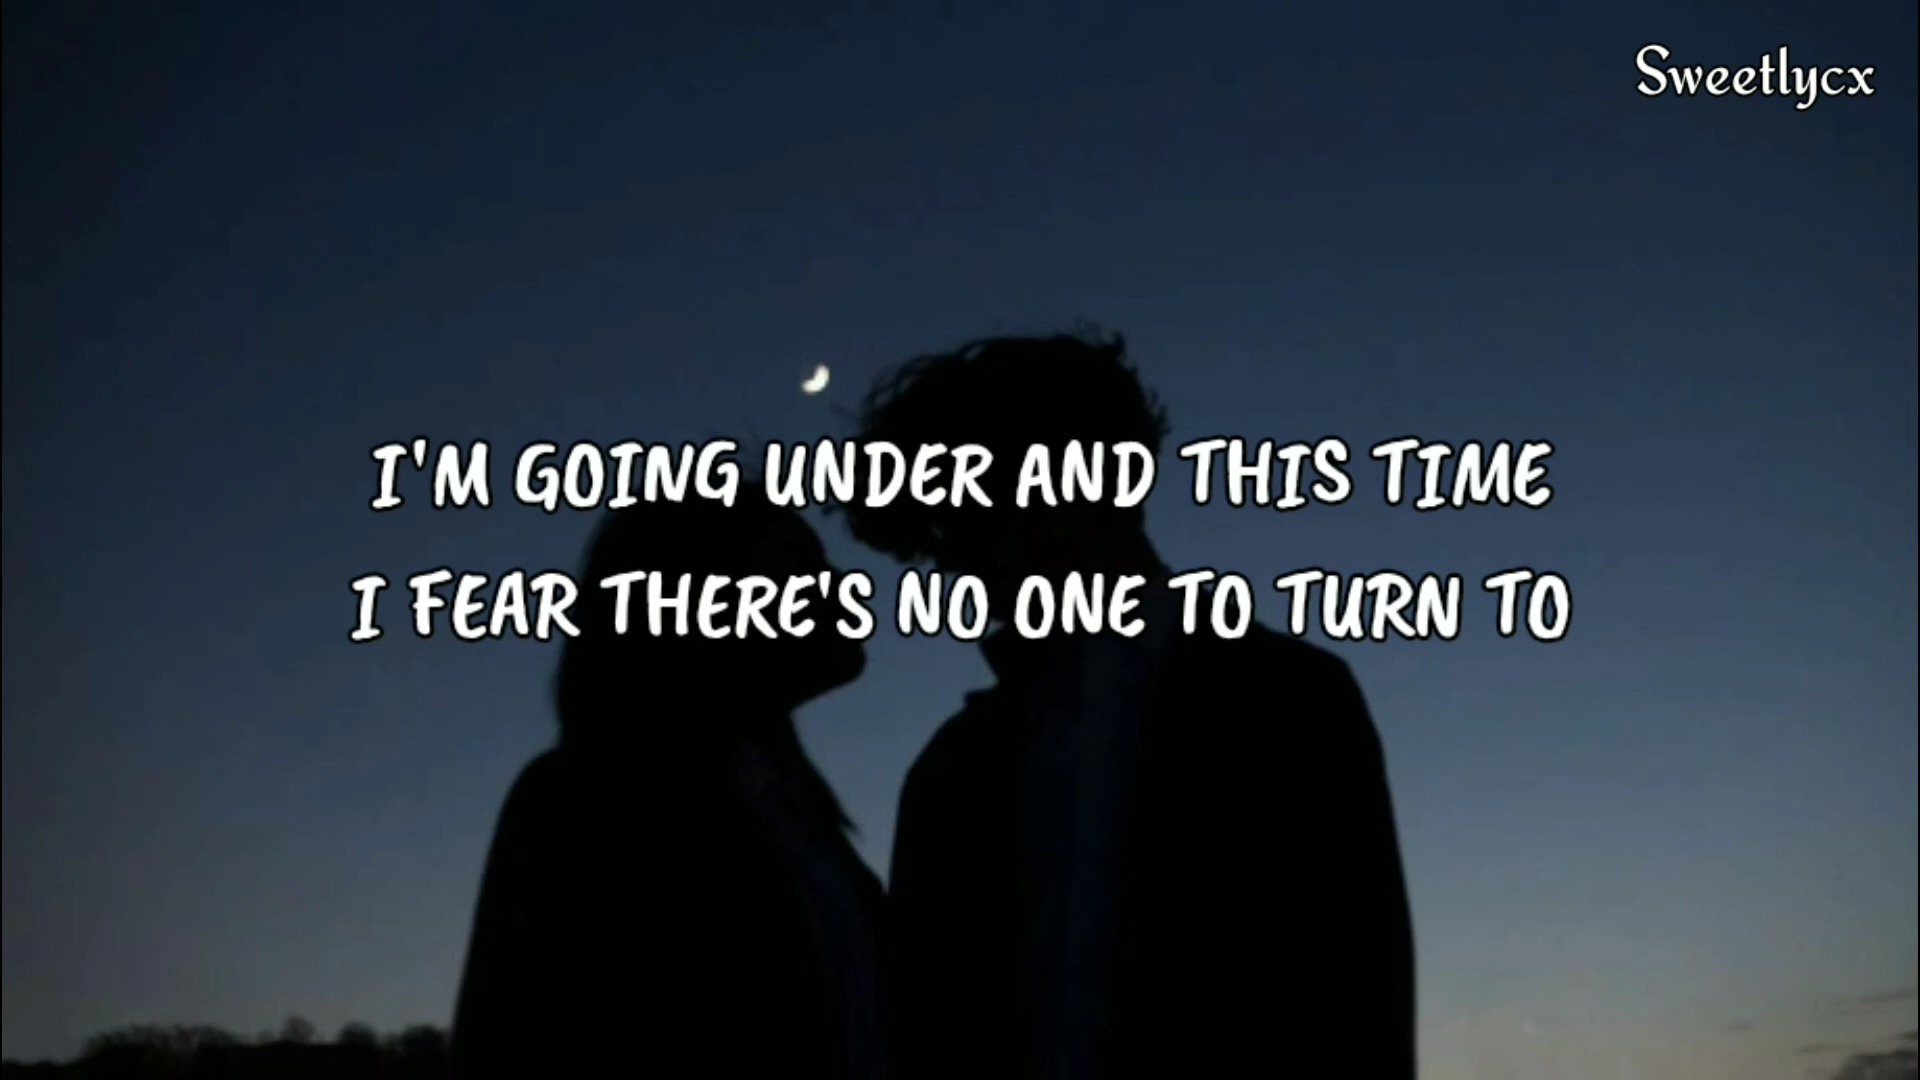 Sweetlycx
I'M GOING UNDER AND THIS TIME
I FEAR THERE'S NO ONE TO TURN TO